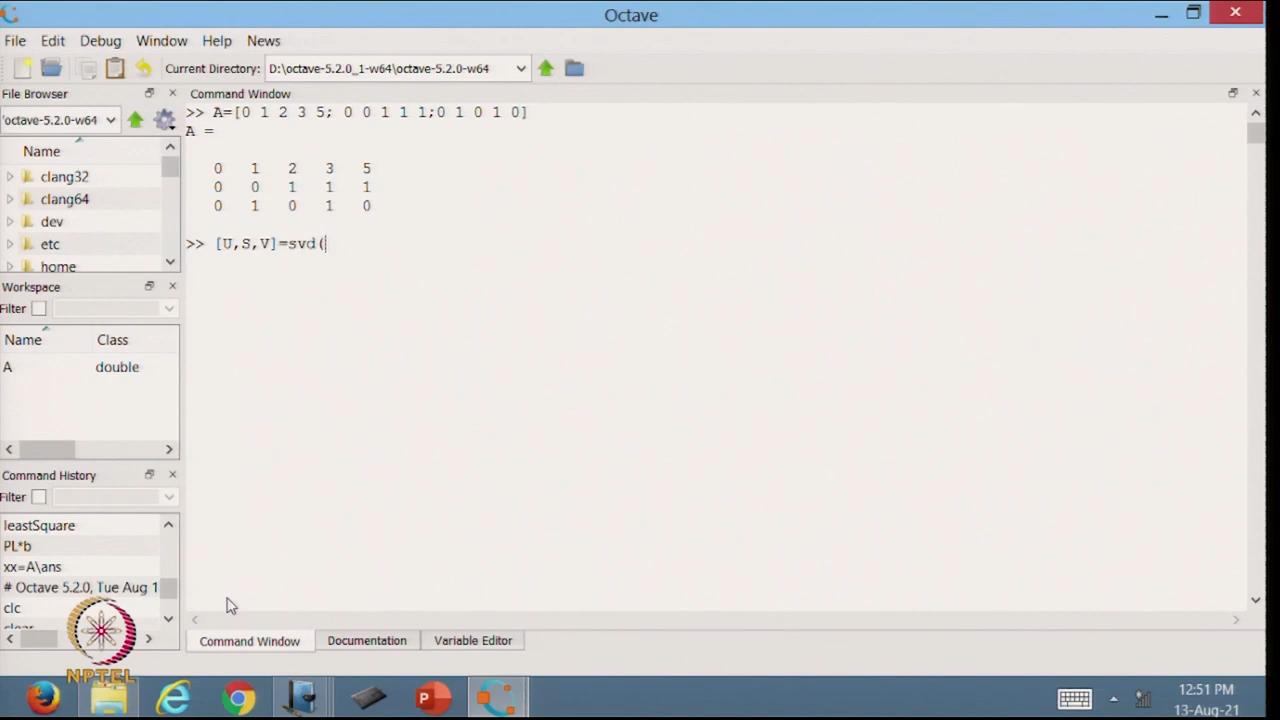 Octave
File Edit Debug Window Help News
Current Directory: D:\octave-5.2.0_1-w64\octave-5.2.0-w64
File Browser
'octave-5.2.0-w64
Name
clang32
clang64
dev
etc
home
Workspace
Filter
Name Class
A double
Command History
Filter
leastSquare
PL*b
xx=A\ans
# Octave 5.2.0, Tue Aug 1
clc
Command Window
>> A=[0 1 2 3 5; 0 0 1 1 1;0 1 0 1 0]
A =
0 1 2 3 5
0 0 1 1 1
0 1 0 1 0
>> [U,S,V]=svd(
Command Window Documentation Variable Editor
NPTEL
12:51 PM
13-Aug-21